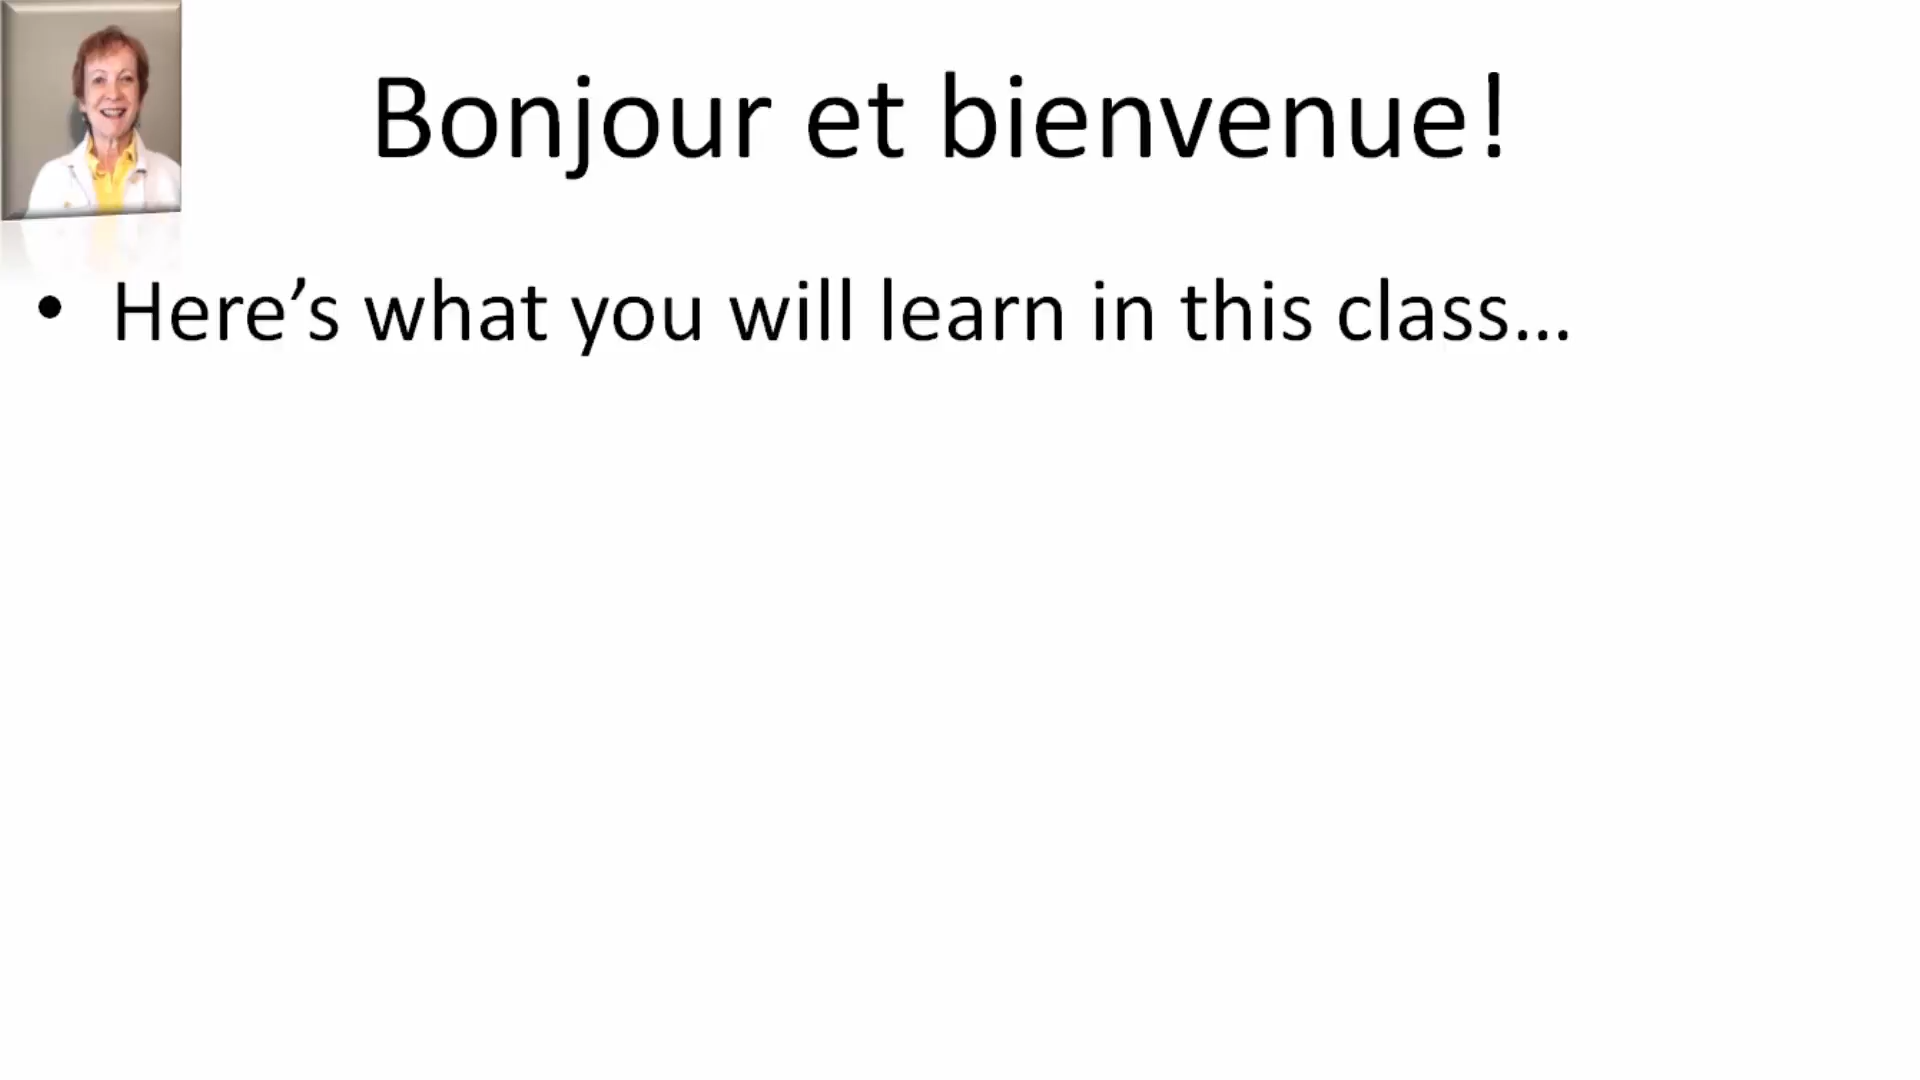 Bonjour et bienvenue!
• Here’s what you will learn in this class...